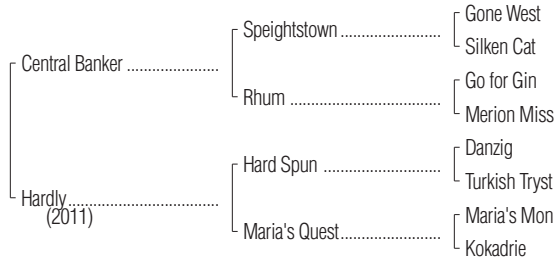 Gone West
Speightstown
Silken Cat
Central Banker
Go for Gin
Rhum
Merion Miss
Danzig
Hard Spun
Turkish Tryst
Hardly
(2011)
Maria's Mon
Maria's Quest
Kokadrie